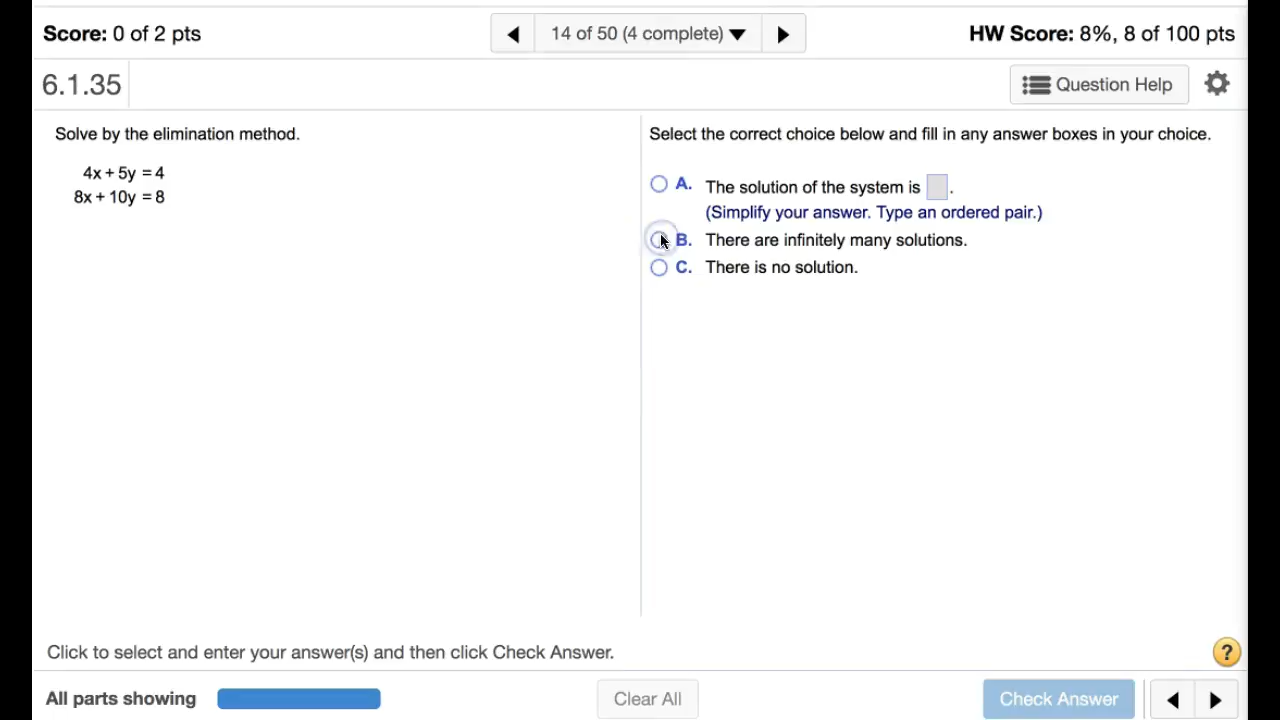 Score: 0 of 2 pts
14 of 50 (4 complete)
HW Score: 8%, 8 of 100 pts
6.1.35
Question Help
Solve by the elimination method.
4x + 5y = 4
8x + 10y = 8
Select the correct choice below and fill in any answer boxes in your choice.
A. The solution of the system is .
(Simplify your answer. Type an ordered pair.)
B. There are infinitely many solutions.
C. There is no solution.
Click to select and enter your answer(s) and then click Check Answer.
?
All parts showing
Clear All
Check Answer